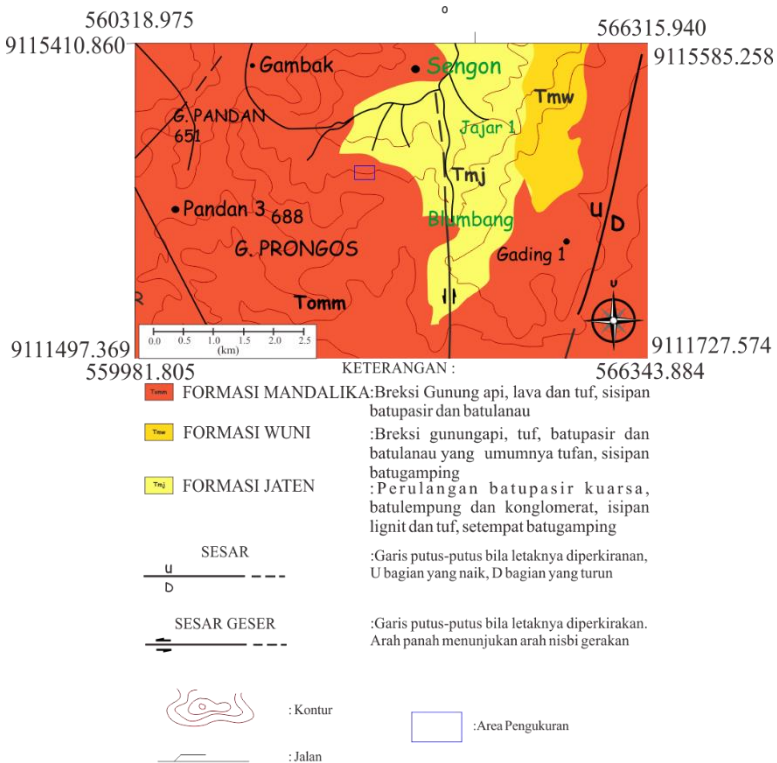 o
560318.975
566315.940
9115410.860
9115585.258
Gambak
Sengon
Tmw
G. PANDAN
651
Jajar 1
Tmj
Pandan 3
688
Blumbang
U
D
G. PRONGOS
Gading 1
Tomm
R
U
0.0 0.5 1.0 1.5 2.0 2.5
(km)
9111497.369
9111727.574
559981.805
566343.884
KETERANGAN :
Tomm FORMASI MANDALIKA :Breksi Gunung api, lava dan tuf, sisipan
batupasir dan batulanau
Tmw FORMASI WUNI :Breksi gunungapi, tuf, batupasir dan
batulanau yang umumnya tufan, sisipan
batugamping
Tmj FORMASI JATEN :Perulangan batupasir kuarsa,
batulempung dan konglomerat, isipan
lignit dan tuf, setempat batugamping
SESAR :Garis putus-putus bila letaknya diperkiranan,
U
D
U bagian yang naik, D bagian yang turun
SESAR GESER :Garis putus-putus bila letaknya diperkirakan.
Arah panah menunjukan arah nisbi gerakan
: Kontur
:Area Pengukuran
: Jalan